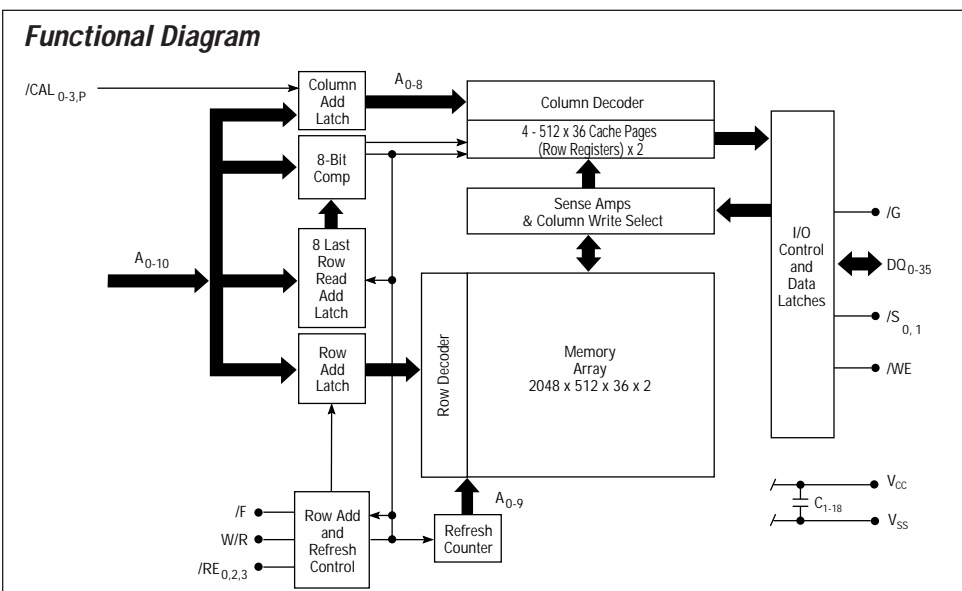 Functional Diagram
/CAL0-3,P
Column
Add
Latch
A0-8
Column Decoder
4 - 512 x 36 Cache Pages
(Row Registers) x 2
8-Bit
Comp
Sense Amps
& Column Write Select
8 Last
Row
Read
Add
Latch
A0-10
I/O
Control
and
Data
Latches
/G
DQ0-35
/S0, 1
/WE
Row
Add
Latch
Row Decoder
Memory
Array
2048 x 512 x 36 x 2
A0-9
/F
W/R
/RE0,2,3
Row Add
and
Refresh
Control
Refresh
Counter
VCC
C1-18
VSS